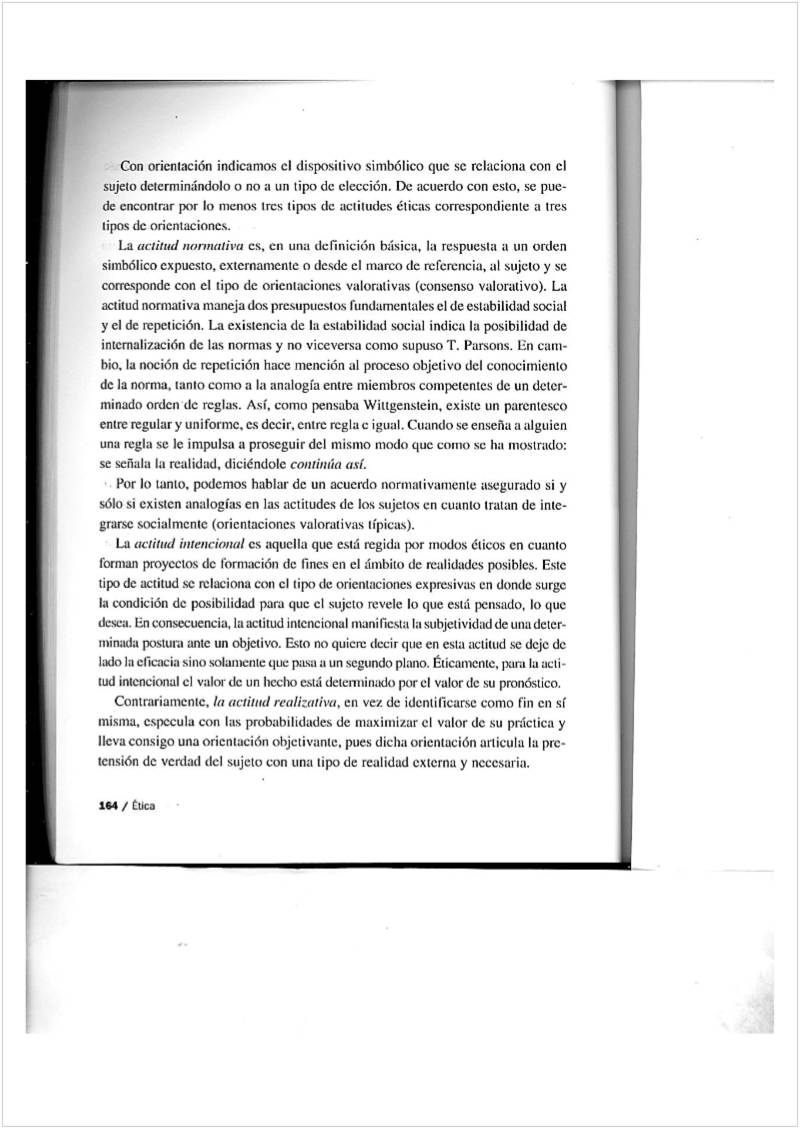 Con orientación indicamos el dispositivo simbólico que se relaciona con el
sujeto determinándolo o no a un tipo de elección. De acuerdo con esto, se pue-
de encontrar por lo menos tres tipos de actitudes éticas correspondiente a tres
tipos de orientaciones.
La actitud normativa es, en una definición básica, la respuesta a un orden
simbólico expuesto, externamente o desde el marco de referencia, al sujeto y se
corresponde con el tipo de orientaciones valorativas (consenso valorativo). La
actitud normativa maneja dos presupuestos fundamentales el de estabilidad social
y el de repetición. La existencia de la estabilidad social indica la posibilidad de
internalización de las normas y no viceversa como supuso T. Parsons. En cam-
bio, la noción de repetición hace mención al proceso objetivo del conocimiento
de la norma, tanto como a la analogía entre miembros competentes de un deter-
minado orden de reglas. Así, como pensaba Wittgenstein, existe un parentesco
entre regular y uniforme, es decir, entre regla e igual. Cuando se enseña a alguien
una regla se le impulsa a proseguir del mismo modo que como se ha mostrado:
se señala la realidad, diciéndole continúa así.
Por lo tanto, podemos hablar de un acuerdo normativamente asegurado si y
sólo si existen analogías en las actitudes de los sujetos en cuanto tratan de inte-
grarse socialmente (orientaciones valorativas típicas).
La actitud intencional es aquella que está regida por modos éticos en cuanto
forman proyectos de formación de fines en el ámbito de realidades posibles. Este
tipo de actitud se relaciona con el tipo de orientaciones expresivas en donde surge
la condición de posibilidad para que el sujeto revele lo que está pensado, lo que
desea. En consecuencia, la actitud intencional manifiesta la subjetividad de una deter-
minada postura ante un objetivo. Esto no quiere decir que en esta actitud se deje de
lado la eficacia sino solamente que pasa a un segundo plano. Éticamente, para la acti-
tud intencional el valor de un hecho está determinado por el valor de su pronóstico.
Contrariamente, la actitud realizativa, en vez de identificarse como fin en sí
misma, especula con las probabilidades de maximizar el valor de su práctica y
lleva consigo una orientación objetivante, pues dicha orientación articula la pre-
tensión de verdad del sujeto con una tipo de realidad externa y necesaria.
164 / Ética